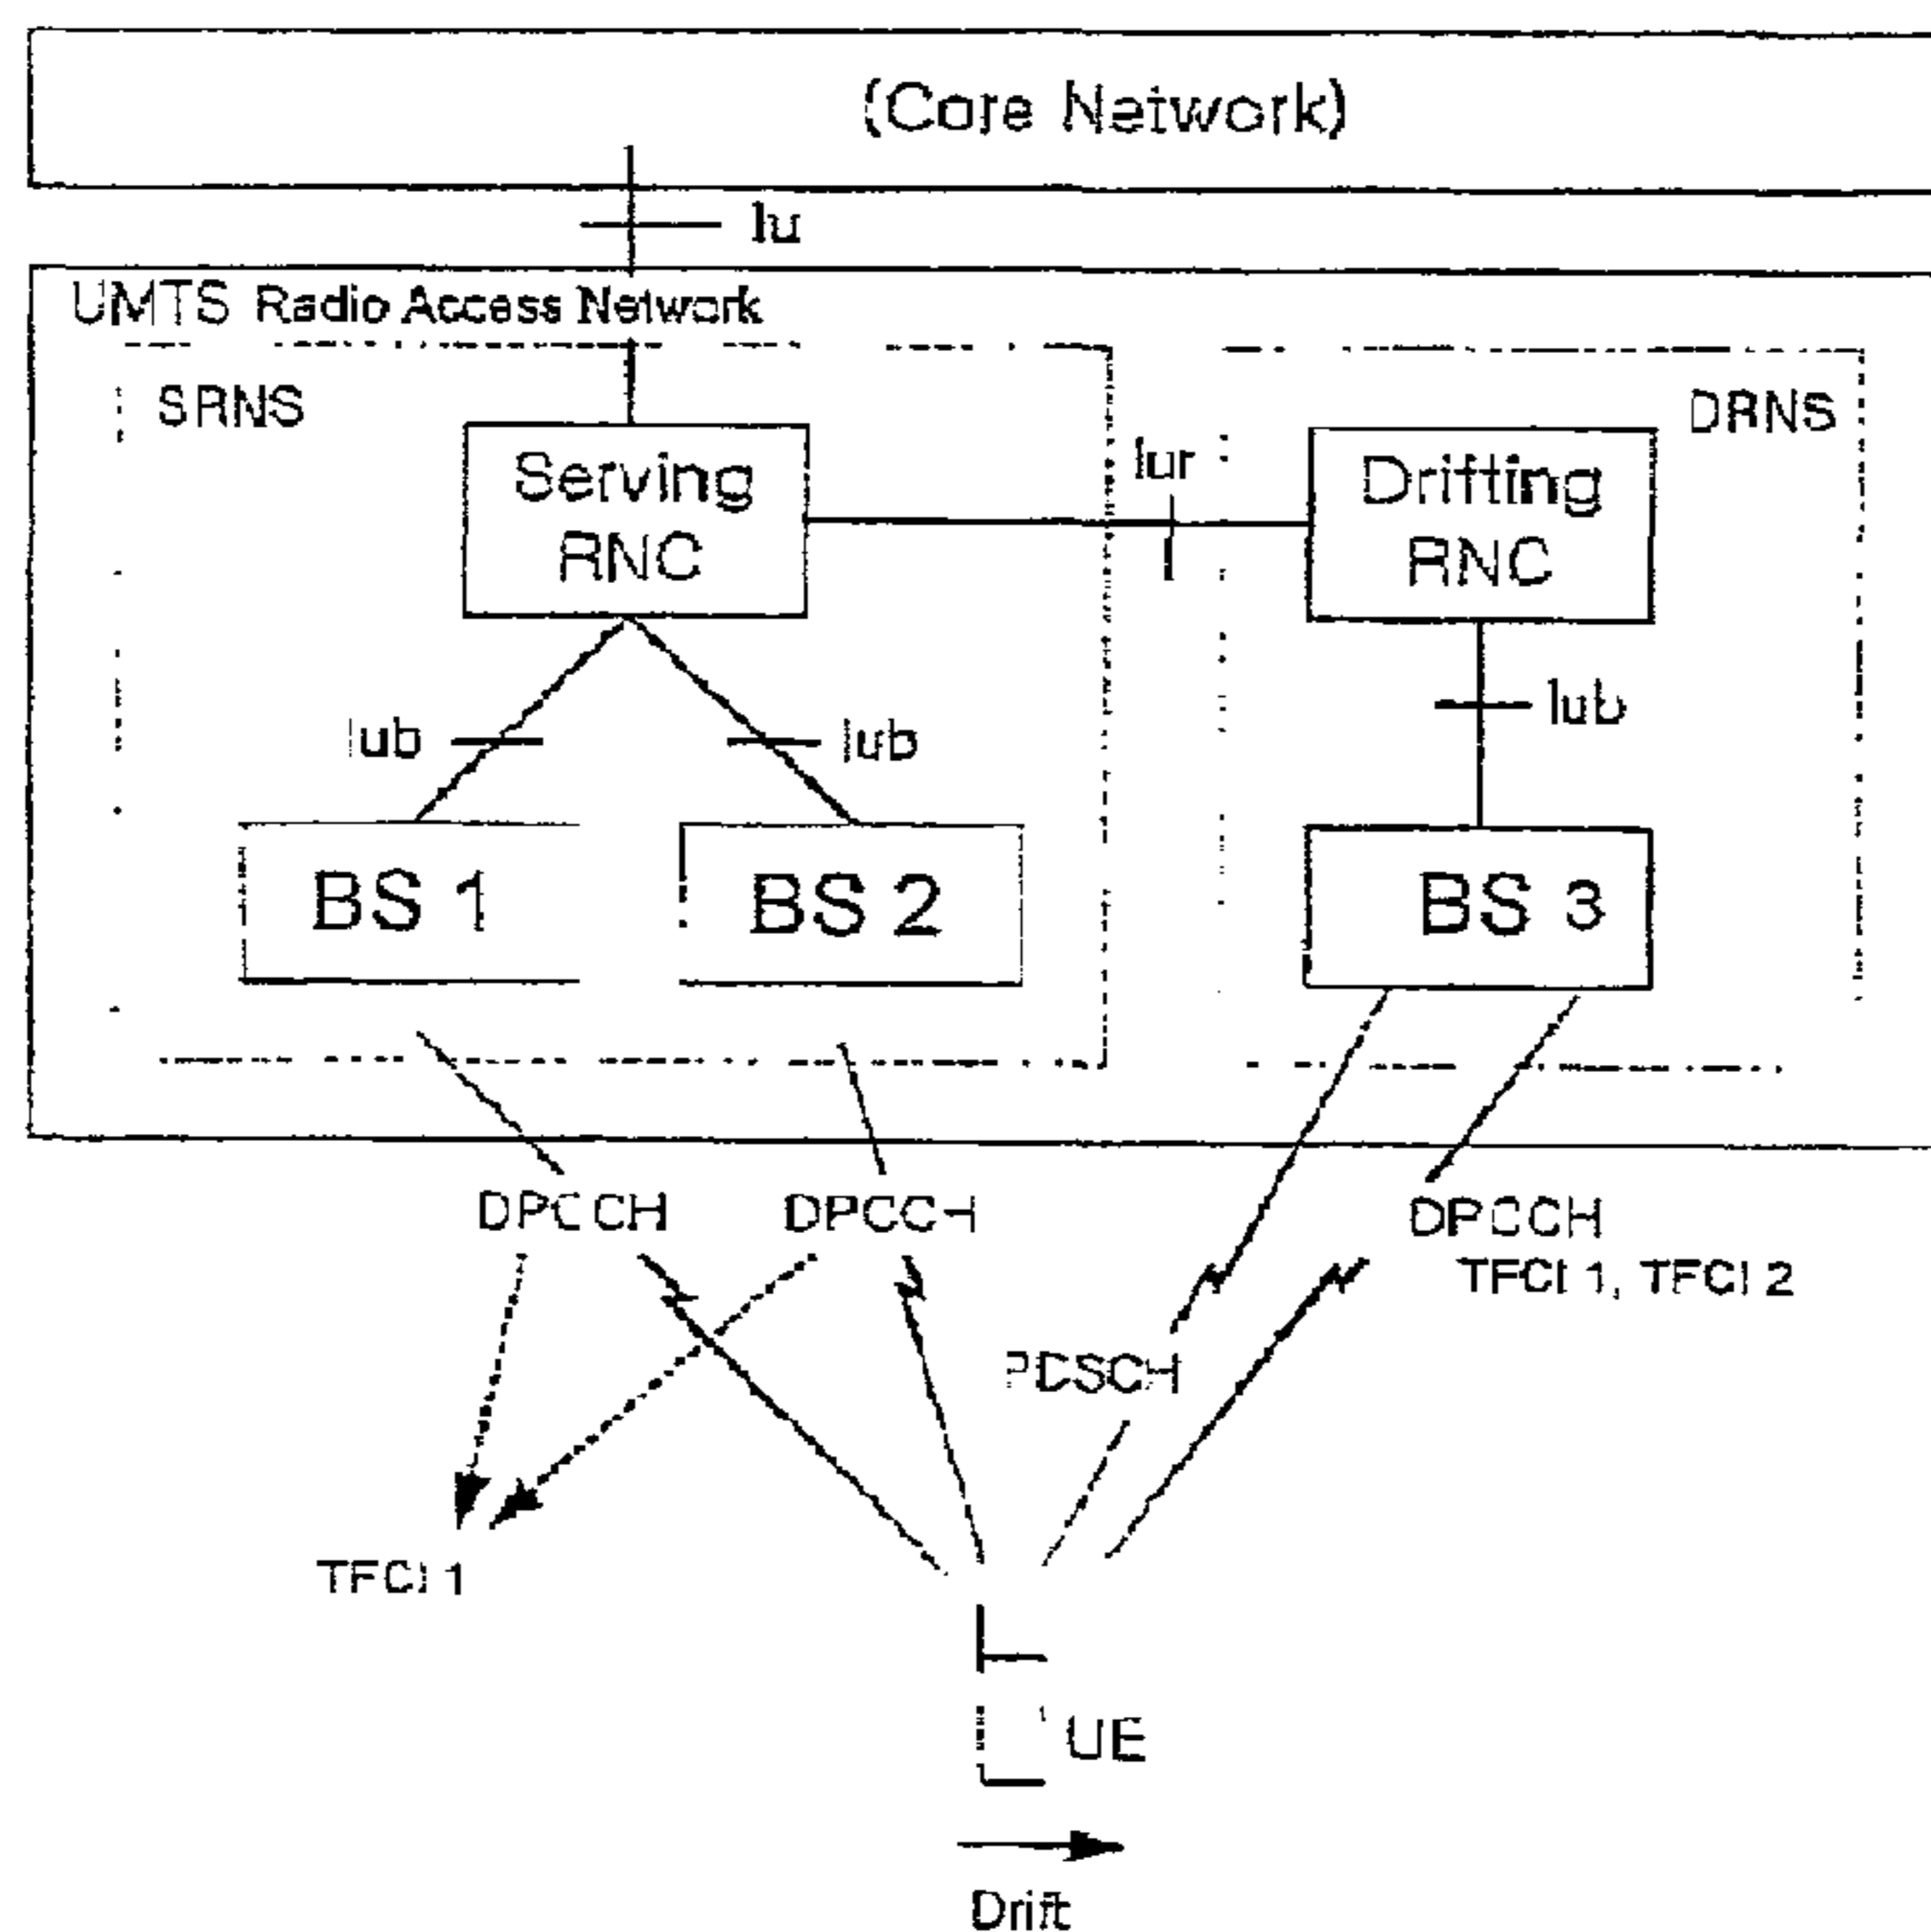 (Core Network)
Iu
UMTS Radio Access Network
SRNS
DRNS
Iur
Serving
RNC
Drifting
RNC
Iub
Iub
Iub
BS 1
BS 2
BS 3
DPCCH
DPCCH
DPCCH
TFCI 1, TFCI 2
PDSCH
TFCI 1
UE
Drift